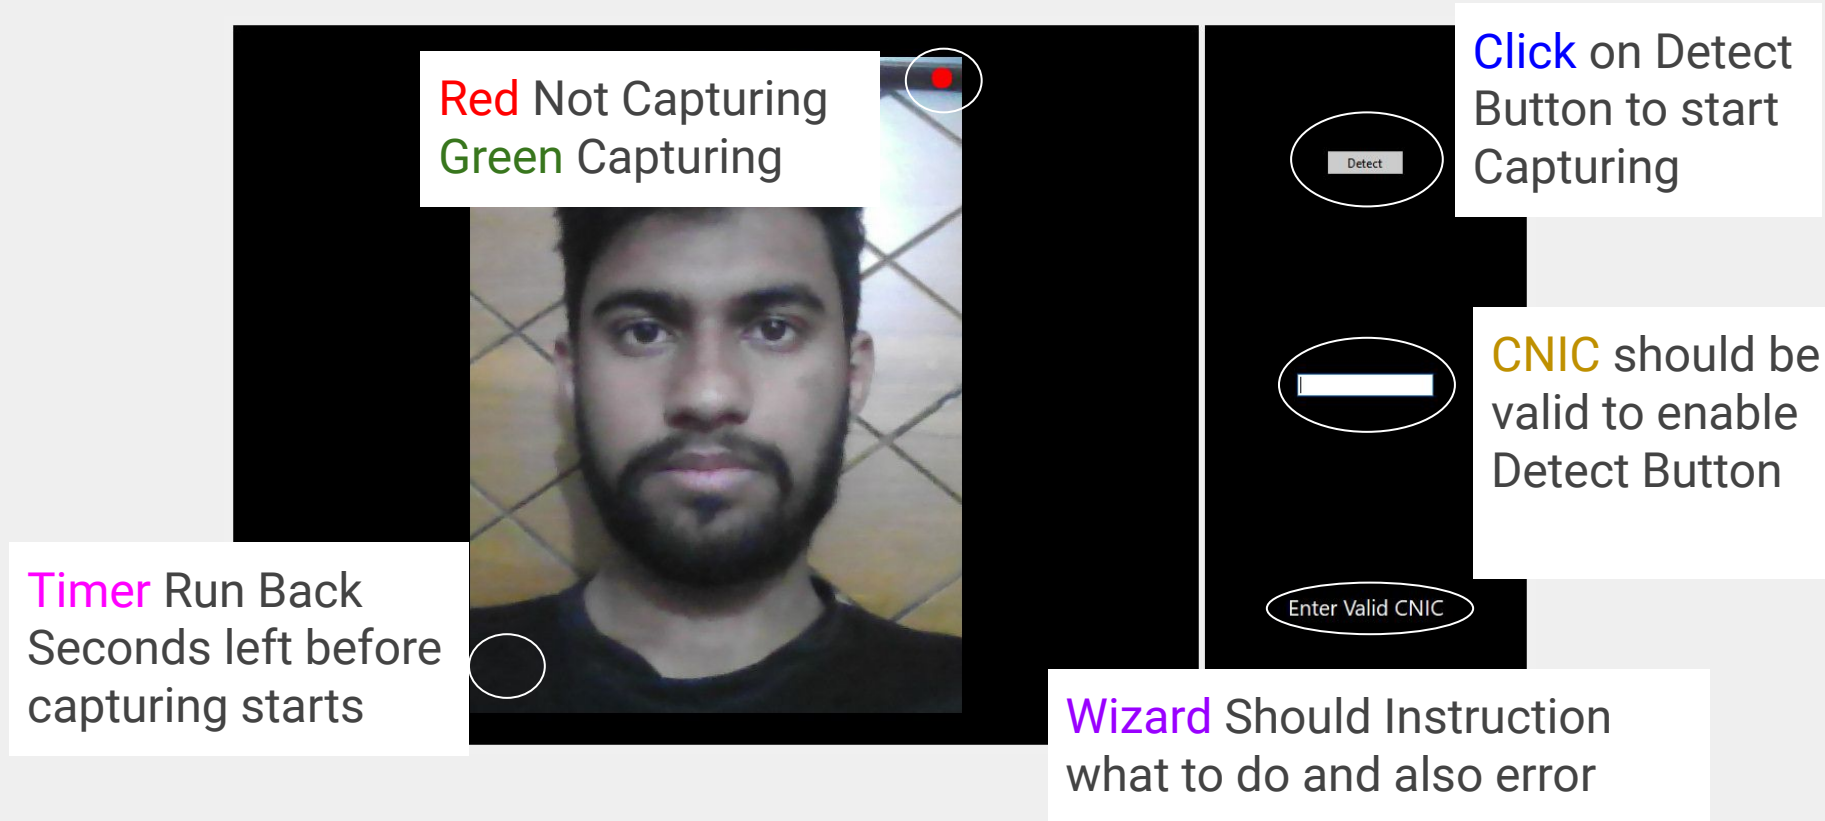 Red Not Capturing
Green Capturing
Click on Detect
Button to start
Capturing
Detect
CNIC should be
valid to enable
Detect Button
Timer Run Back
Seconds left before
capturing starts
Enter Valid CNIC
Wizard Should Instruction
what to do and also error